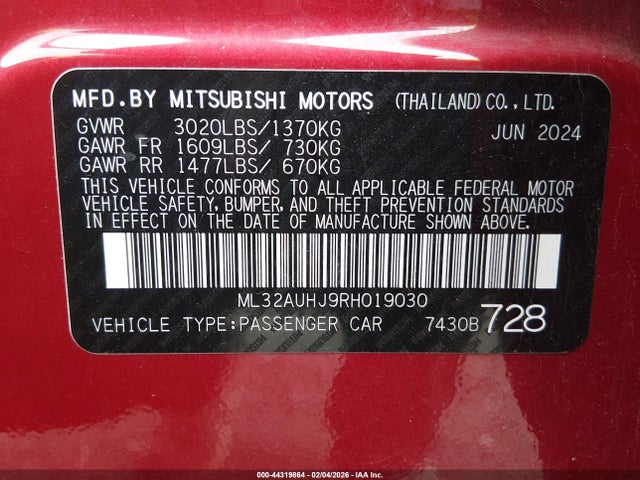 MFD.BY MITSUBISHI MOTORS (THAILAND) CO.,LTD.
GVWR 3020LBS/1370KG JUN 2024
GAWR FR 1609LBS/ 730KG
GAWR RR 1477LBS/ 670KG
THIS VEHICLE CONFORMS TO ALL APPLICABLE FEDERAL MOTOR
VEHICLE SAFETY, BUMPER, AND THEFT PREVENTION STANDARDS
IN EFFECT ON THE DATE OF MANUFACTURE SHOWN ABOVE.
ML32AUHJ9RH019030
VEHICLE TYPE:PASSENGER CAR 7430B 728
000-44319864 - 02/04/2026 - IAA Inc.